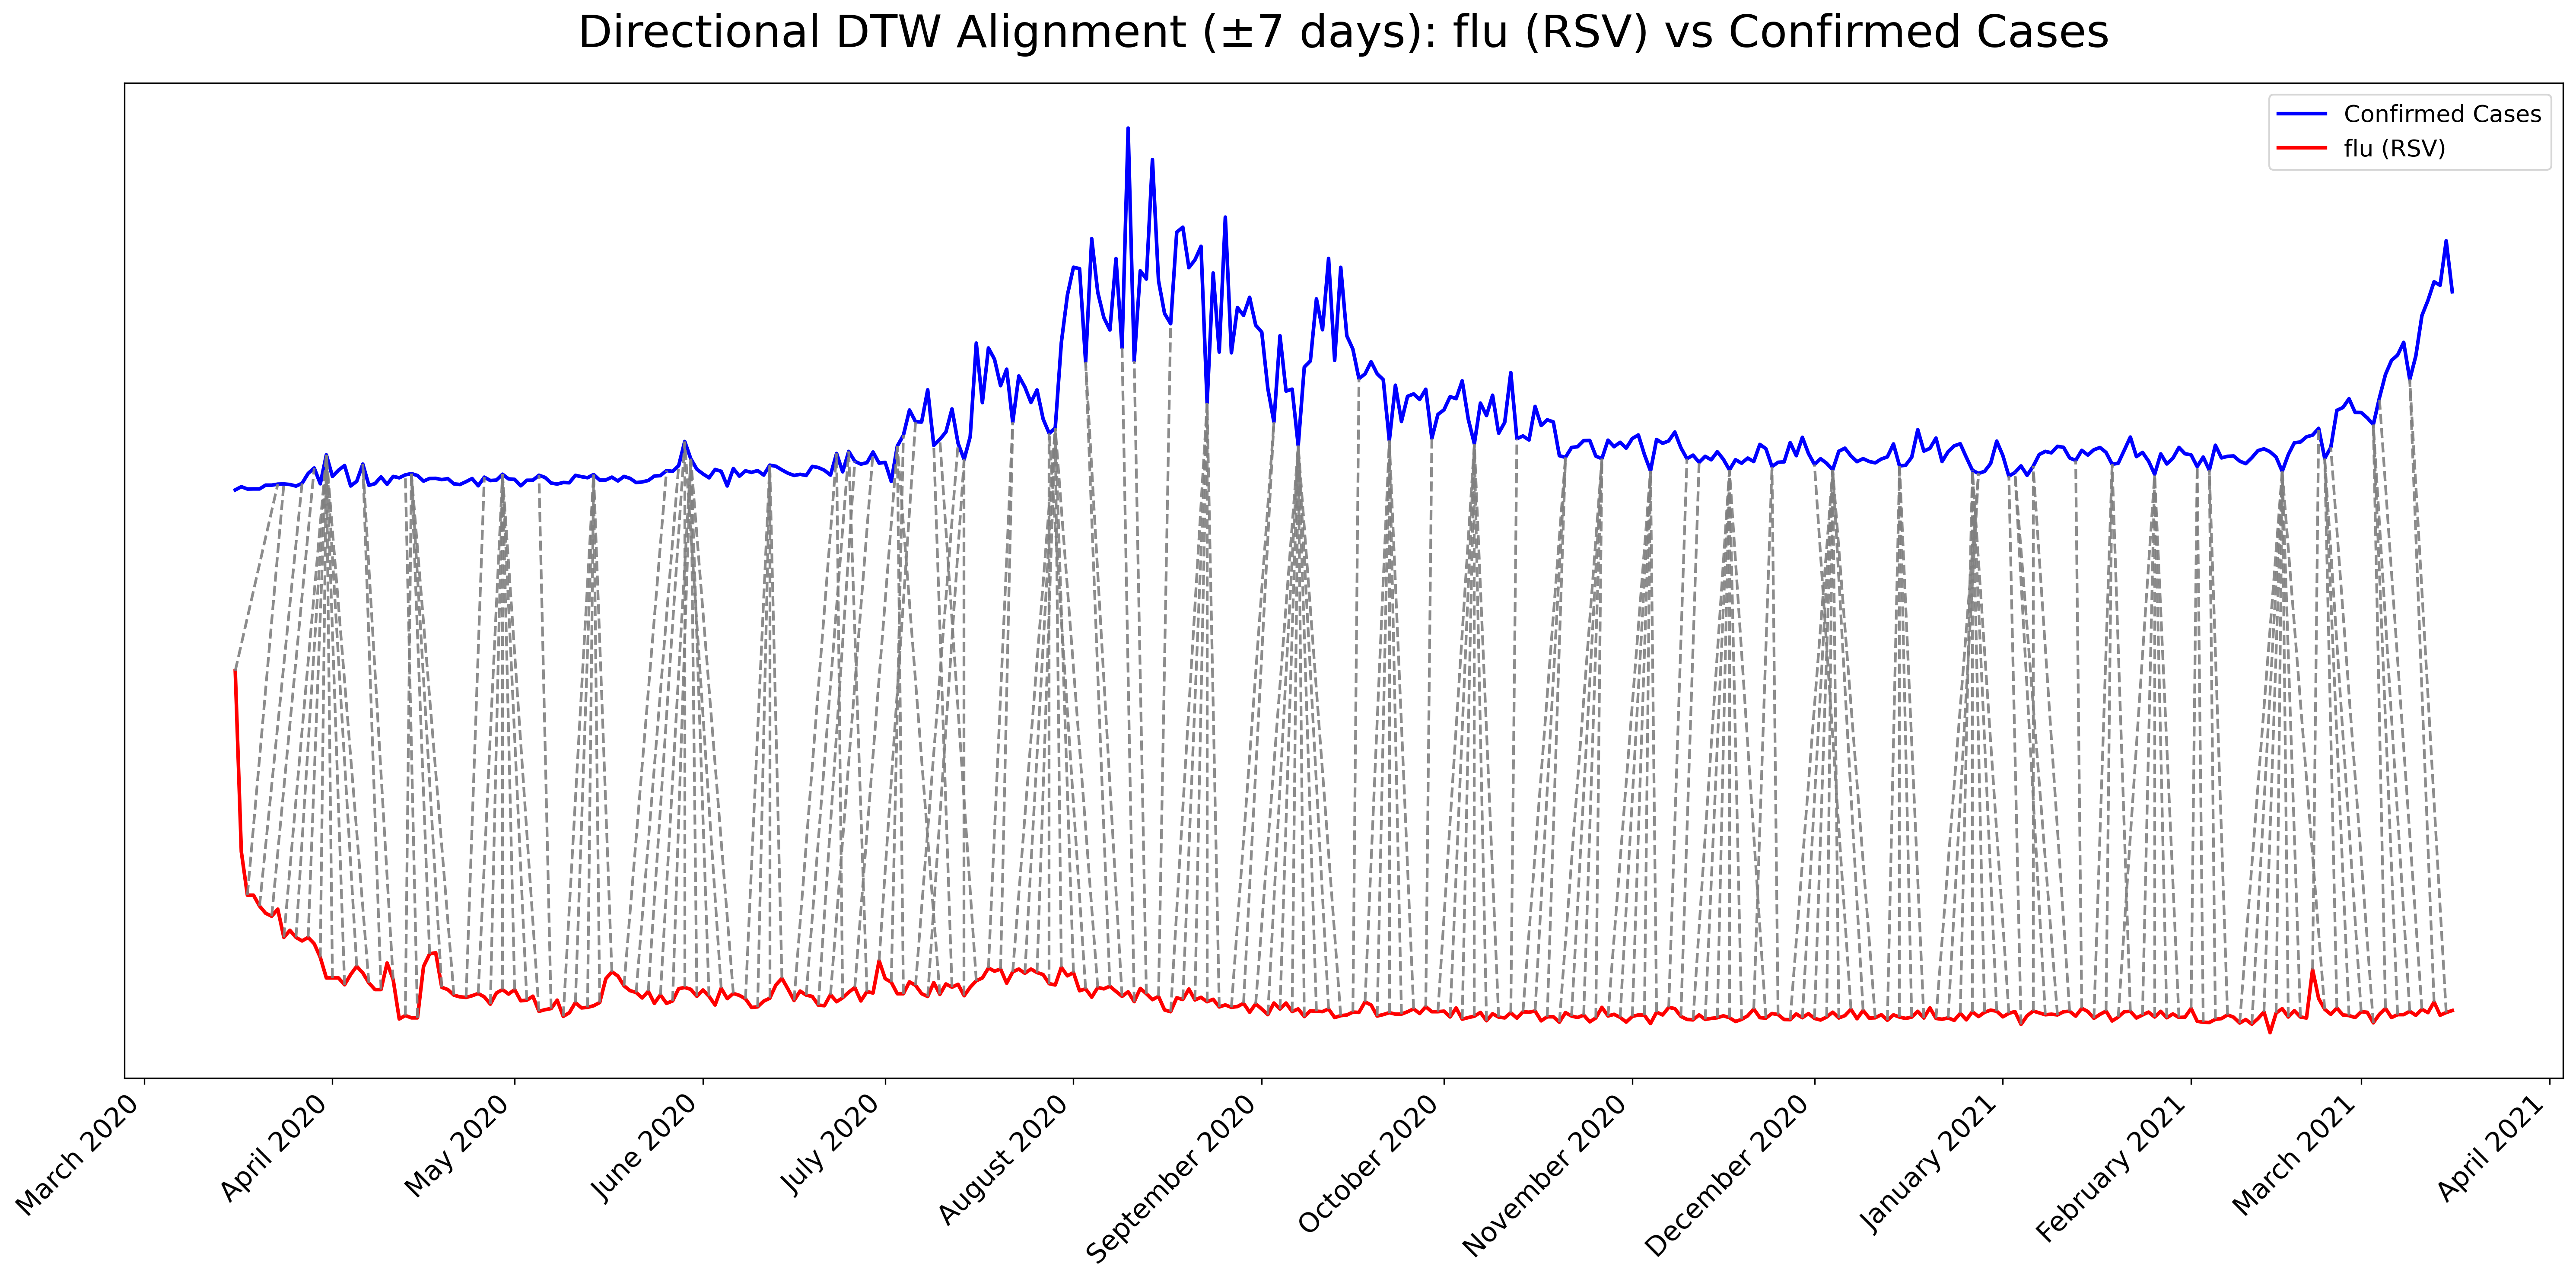 Directional DTW Alignment (±7 days): flu (RSV) vs Confirmed Cases
Confirmed Cases
flu (RSV)
March 2020
April 2020
May 2020
June 2020
July 2020
August 2020
September 2020
October 2020
November 2020
December 2020
January 2021
February 2021
March 2021
April 2021